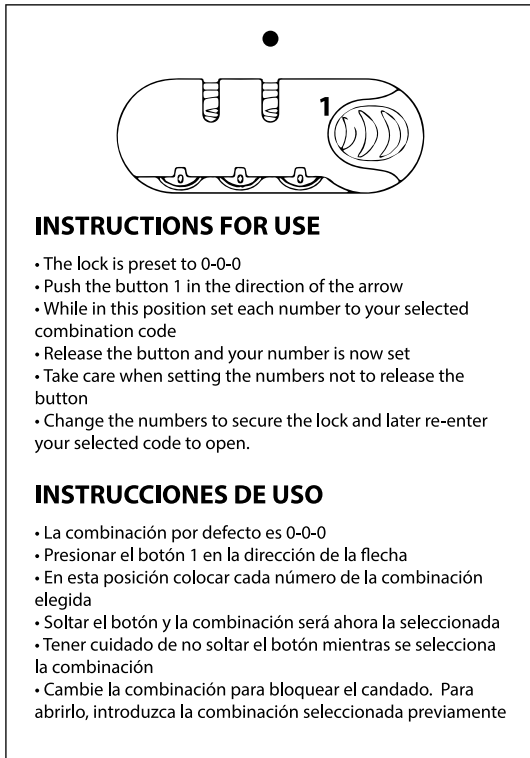 1
INSTRUCTIONS FOR USE
• The lock is preset to 0-0-0
• Push the button 1 in the direction of the arrow
• While in this position set each number to your selected
combination code
• Release the button and your number is now set
• Take care when setting the numbers not to release the
button
• Change the numbers to secure the lock and later re-enter
your selected code to open.
INSTRUCCIONES DE USO
• La combinación por defecto es 0-0-0
• Presionar el botón 1 en la dirección de la flecha
• En esta posición colocar cada número de la combinación
elegida
• Soltar el botón y la combinación será ahora la seleccionada
• Tener cuidado de no soltar el botón mientras se selecciona
la combinación
• Cambie la combinación para bloquear el candado.  Para
abrirlo, introduzca la combinación seleccionada previamente